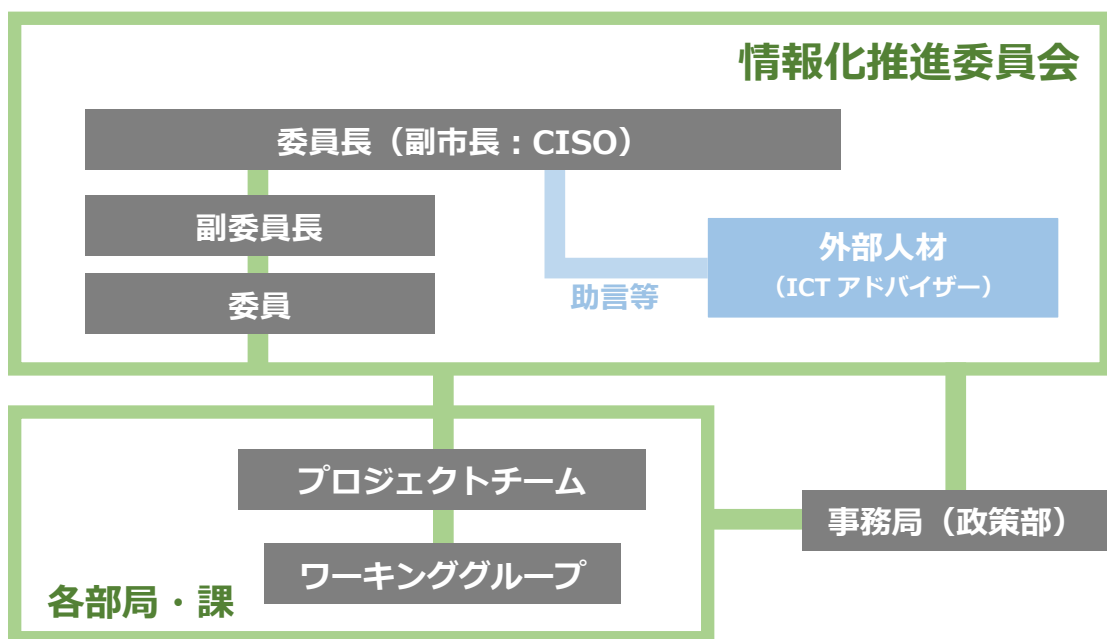 情報化推進委員会
委員長（副市長：CISO）
副委員長
委員
外部人材
（ICT アドバイザー）
助言等
プロジェクトチーム
ワーキンググループ
各部局・課
事務局（政策部）